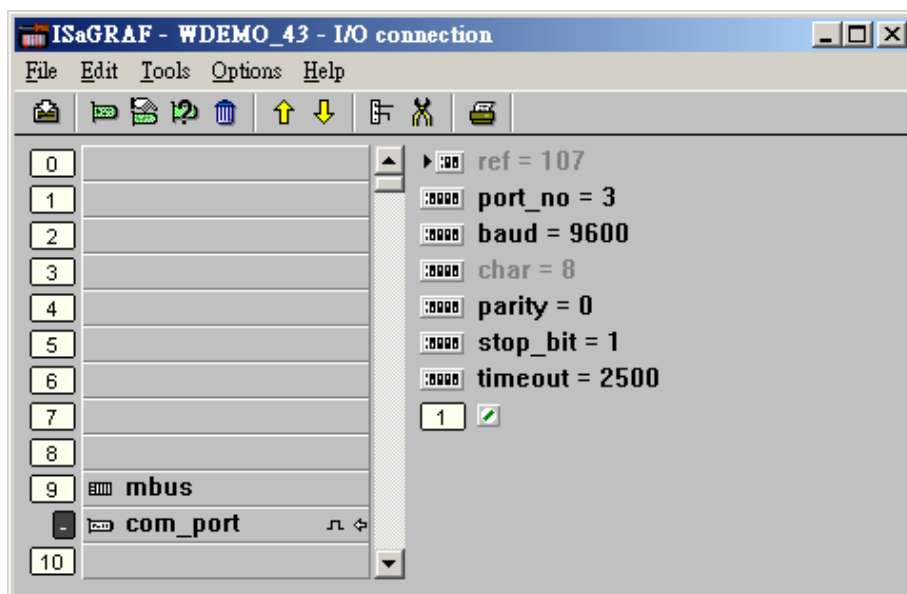 ISaGRAF - WDEMO_43 - I/O connection
File Edit Tools Options Help
0
1
2
3
4
5
6
7
8
9 mbus
- com_port
10
ref = 107
port_no = 3
baud = 9600
char = 8
parity = 0
stop_bit = 1
timeout = 2500
1